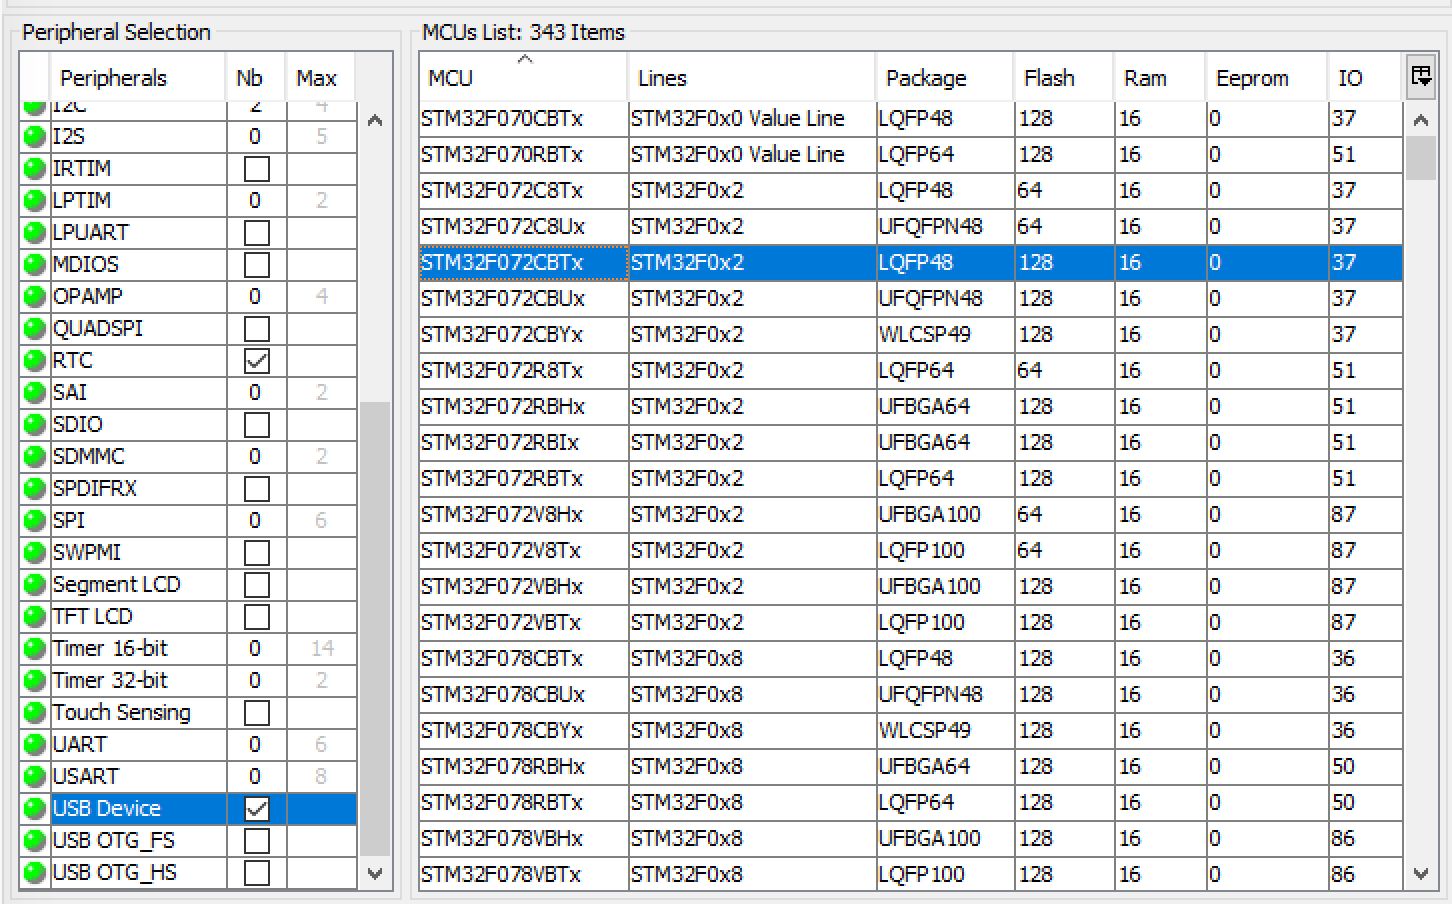 Peripheral Selection
Peripherals Nb Max
I2C 2 4
I2S 0 5
IRTIM
LPTIM 0 2
LPUART
MDIOS
OPAMP 0 4
QUADSPI
RTC
SAI 0 2
SDIO
SDMMC 0 2
SPDIFRX
SPI 0 6
SWPMI
Segment LCD
TFT LCD
Timer 16-bit 0 14
Timer 32-bit 0 2
Touch Sensing
UART 0 6
USART 0 8
USB Device
USB OTG_FS
USB OTG_HS
MCUs List: 343 Items
MCU Lines Package Flash Ram Eeprom IO
STM32F070CBTx STM32F0x0 Value Line LQFP48 128 16 0 37
STM32F070RBTx STM32F0x0 Value Line LQFP64 128 16 0 51
STM32F072C8Tx STM32F0x2 LQFP48 64 16 0 37
STM32F072C8Ux STM32F0x2 UFQFPN48 64 16 0 37
STM32F072CBTx STM32F0x2 LQFP48 128 16 0 37
STM32F072CBUx STM32F0x2 UFQFPN48 128 16 0 37
STM32F072CBYx STM32F0x2 WLCSP49 128 16 0 37
STM32F072R8Tx STM32F0x2 LQFP64 64 16 0 51
STM32F072RBHx STM32F0x2 UFBGA64 128 16 0 51
STM32F072RBIx STM32F0x2 UFBGA64 128 16 0 51
STM32F072RBTx STM32F0x2 LQFP64 128 16 0 51
STM32F072V8Hx STM32F0x2 UFBGA100 64 16 0 87
STM32F072V8Tx STM32F0x2 LQFP100 64 16 0 87
STM32F072VBHx STM32F0x2 UFBGA100 128 16 0 87
STM32F072VBTx STM32F0x2 LQFP100 128 16 0 87
STM32F078CBTx STM32F0x8 LQFP48 128 16 0 36
STM32F078CBUx STM32F0x8 UFQFPN48 128 16 0 36
STM32F078CBYx STM32F0x8 WLCSP49 128 16 0 36
STM32F078RBHx STM32F0x8 UFBGA64 128 16 0 50
STM32F078RBTx STM32F0x8 LQFP64 128 16 0 50
STM32F078VBHx STM32F0x8 UFBGA100 128 16 0 86
STM32F078VBTx STM32F0x8 LQFP100 128 16 0 86